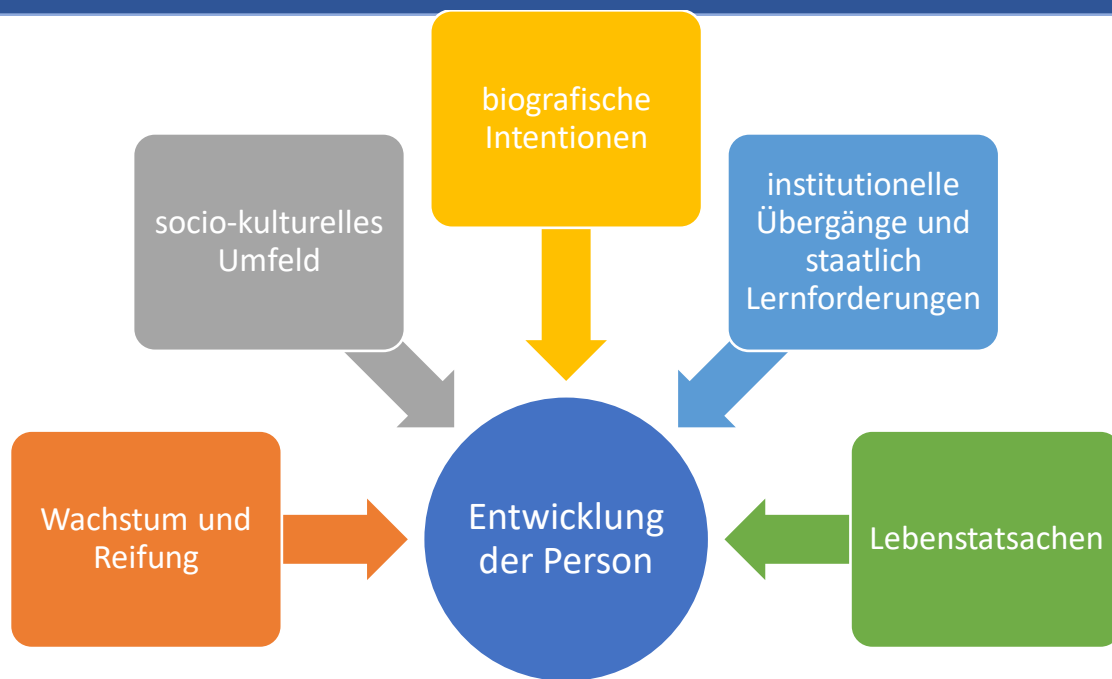 biografische
Intentionen
socio-kulturelles
Umfeld
institutionelle
Übergänge und
staatlich
Lernforderungen
Wachstum und
Reifung
Entwicklung
der Person
Lebenstatsachen